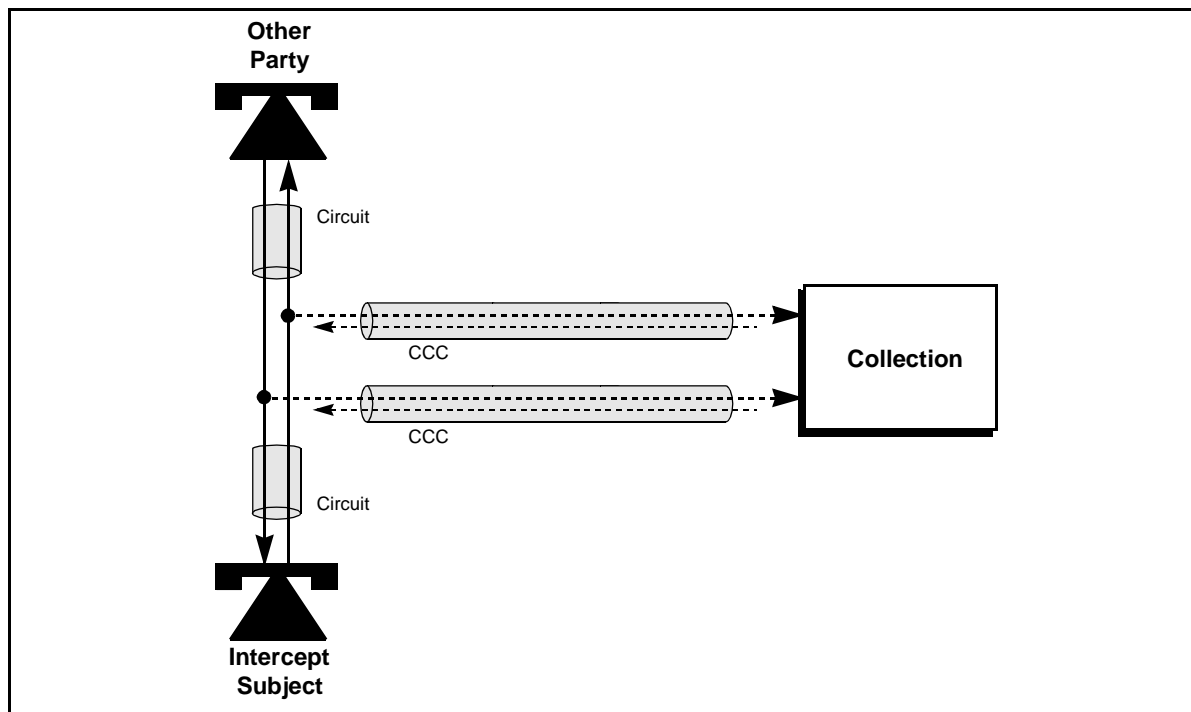 Other
Party
Circuit
CCC
Collection
CCC
Circuit
Intercept
Subject